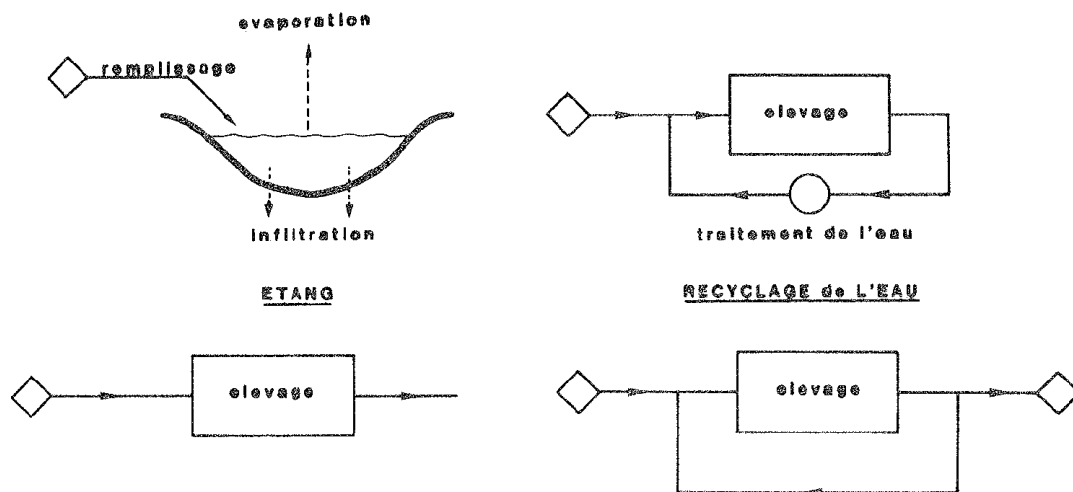 evaporation
remplissage
elevage
infiltration
traitement de l'eau
ETANG
RECYCLAGE de L'EAU
elevage
elevage